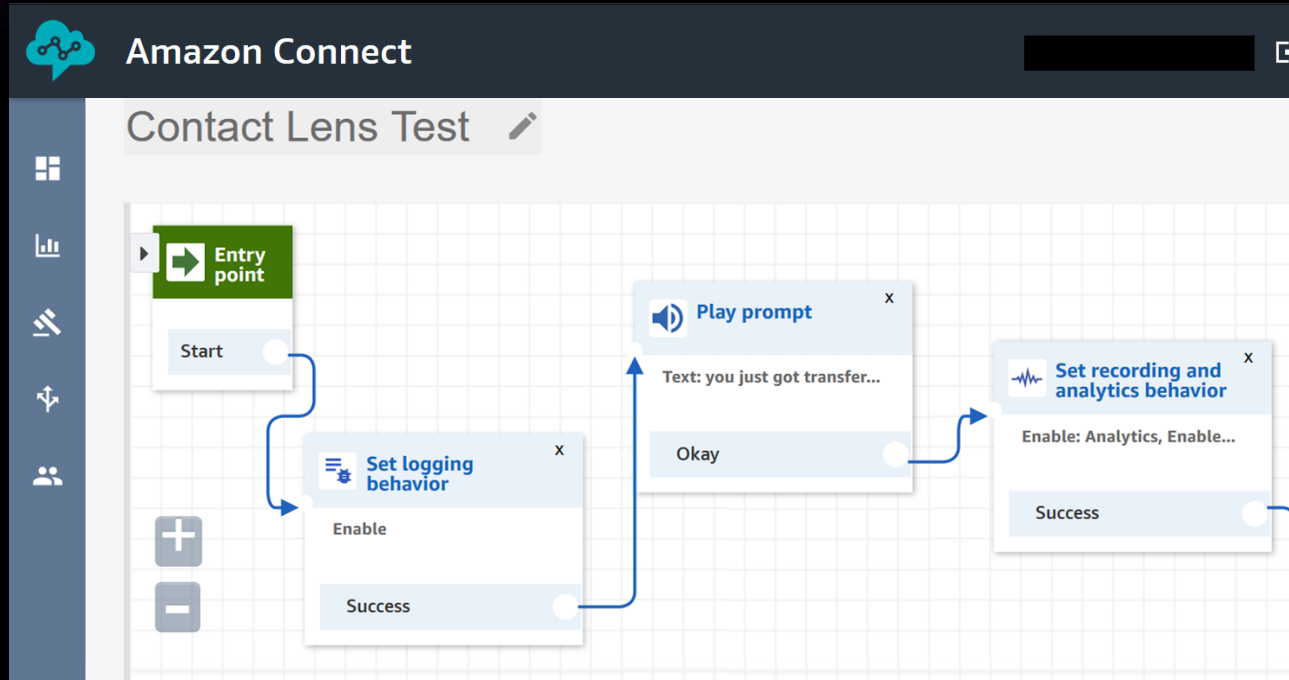 Amazon Connect
Contact Lens Test
Entry
point
Start
Set logging
behavior
x
Enable
Success
Play prompt
x
Text: you just got transfer...
Okay
Set recording and
analytics behavior
x
Enable: Analytics, Enable...
Success